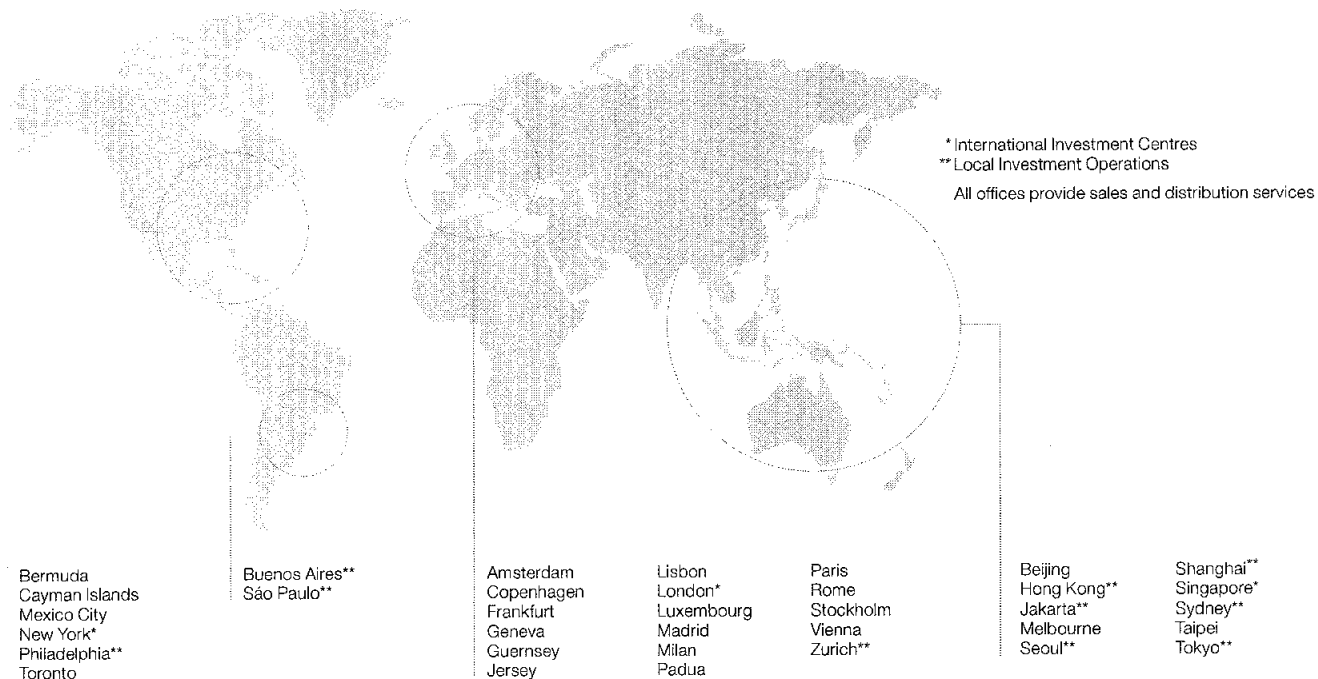 * International Investment Centres
** Local Investment Operations
All offices provide sales and distribution services
Bermuda
Cayman Islands
Mexico City
New York*
Philadelphia**
Toronto
Buenos Aires**
Sáo Paulo**
Amsterdam
Copenhagen
Frankfurt
Geneva
Guernsey
Jersey
Lisbon
London*
Luxembourg
Madrid
Milan
Padua
Paris
Rome
Stockholm
Vienna
Zurich**
Beijing
Hong Kong**
Jakarta**
Melbourne
Seoul**
Shanghai**
Singapore*
Sydney**
Taipei
Tokyo**